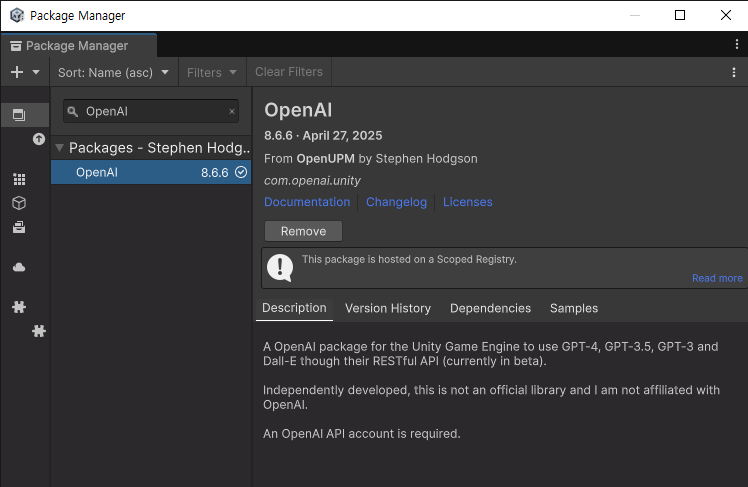 Package Manager
Package Manager
Sort: Name (asc)
Filters
Clear Filters
OpenAI
Packages - Stephen Hodg..
OpenAI 8.6.6
OpenAI
8.6.6 · April 27, 2025
From OpenUPM by Stephen Hodgson
com.openai.unity
Documentation
Changelog
Licenses
Remove
This package is hosted on a Scoped Registry.
Read more
Description
Version History
Dependencies
Samples
A OpenAI package for the Unity Game Engine to use GPT-4, GPT-3.5, GPT-3 and
Dall-E though their RESTful API (currently in beta).
Independently developed, this is not an official library and I am not affiliated with
OpenAI.
An OpenAI API account is required.